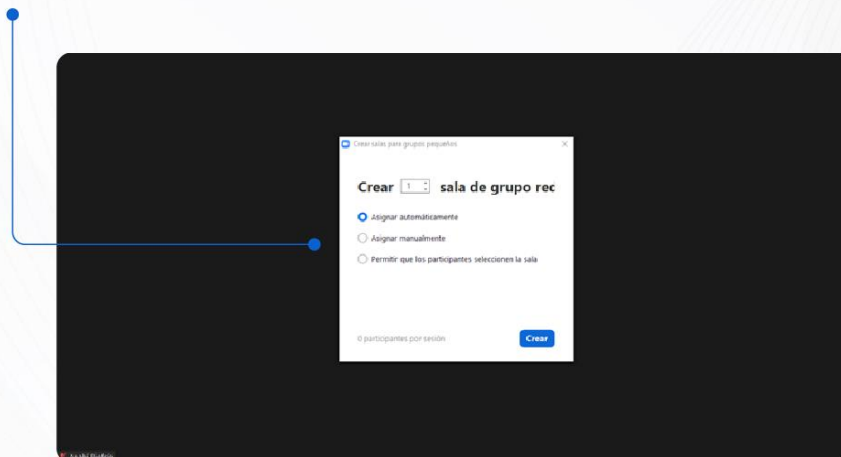 Crear salas para grupos pequeños
Crear 1 sala de grupo rec
Asignar automáticamente
Asignar manualmente
Permitir que los participantes seleccionen la sala
0 participantes por sesión
Crear